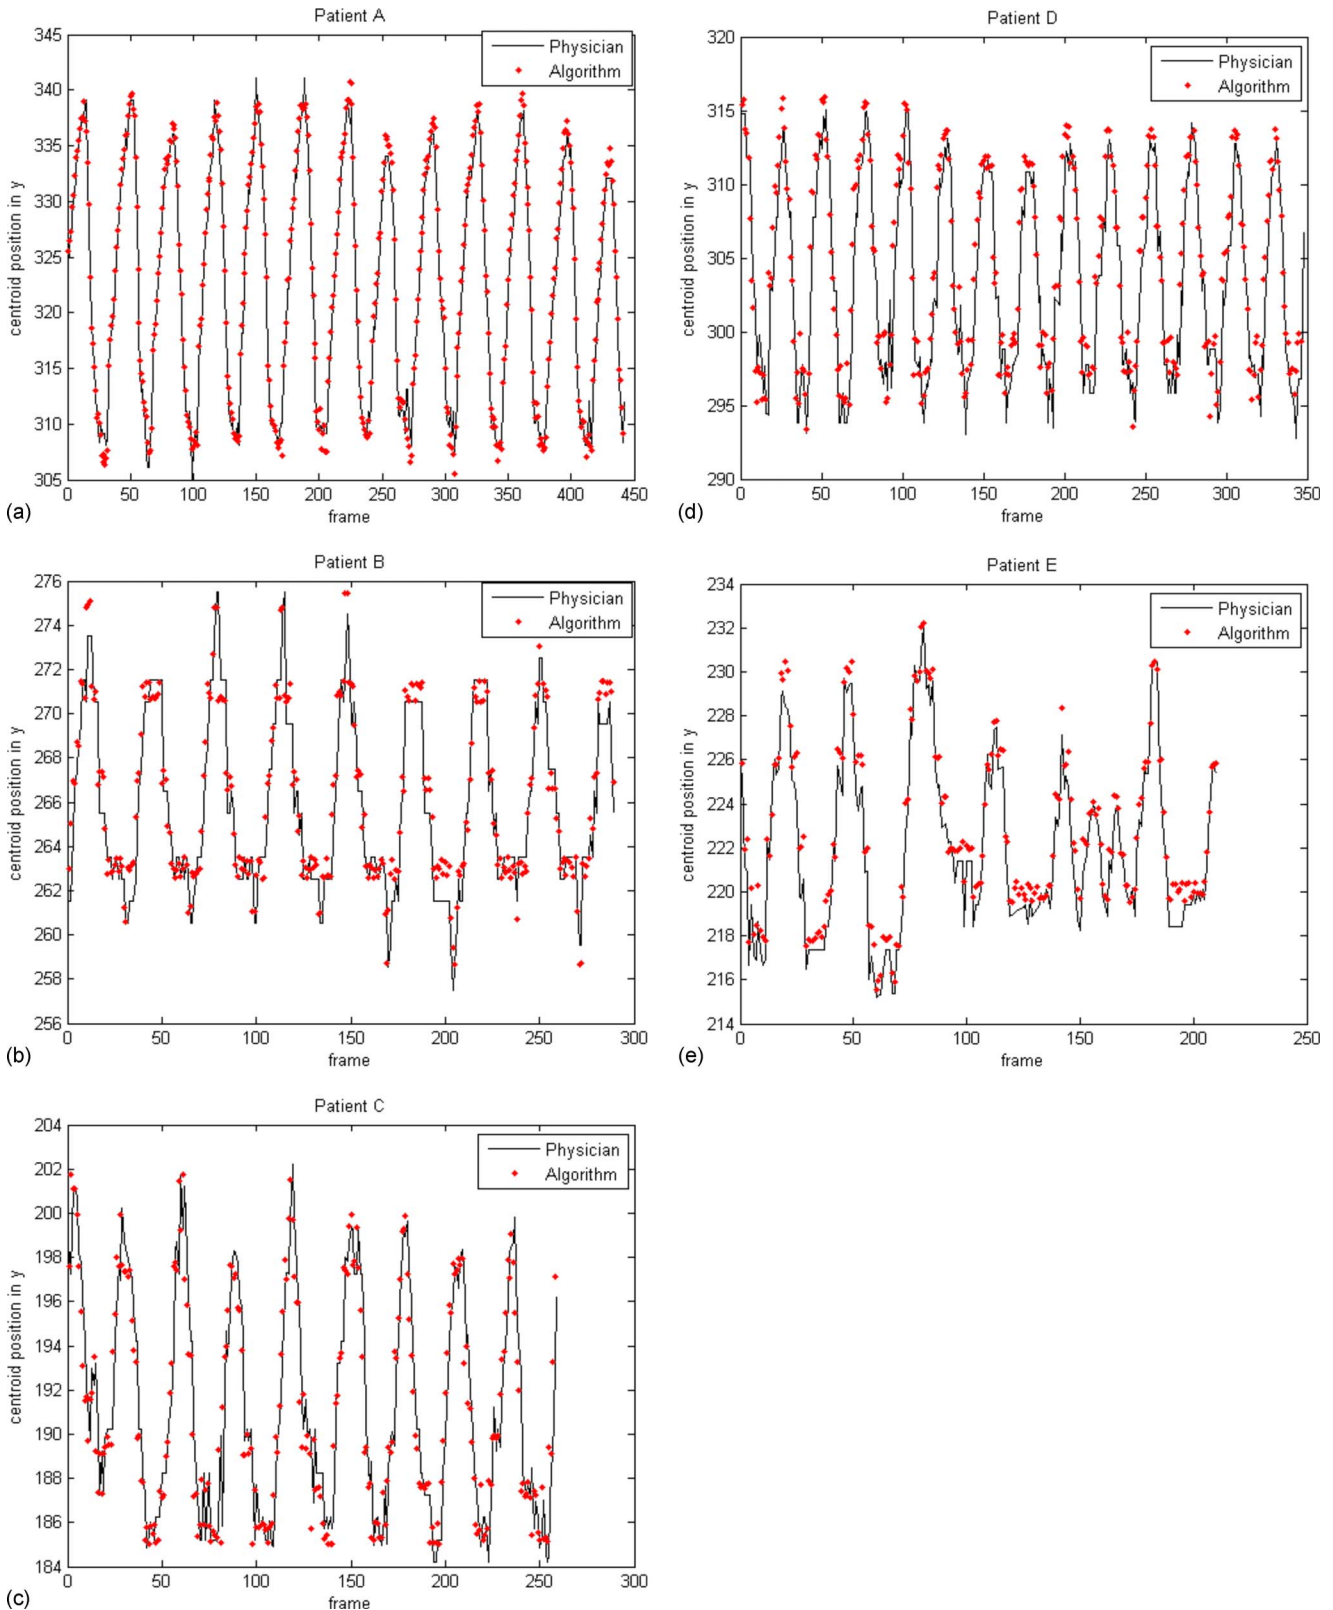 Patient A
345
340
335
330
325
320
315
310
305
0 50 100 150 200 250 300 350 400 450
centroid position in y
frame
Physician
Algorithm
(a)
Patient D
320
315
310
305
300
295
290
0 50 100 150 200 250 300 350
centroid position in y
frame
Physician
Algorithm
(d)
Patient B
276
274
272
270
268
266
264
262
260
258
256
0 50 100 150 200 250 300
centroid position in y
frame
Physician
Algorithm
(b)
Patient E
234
232
230
228
226
224
222
220
218
216
214
0 50 100 150 200 250
centroid position in y
frame
Physician
Algorithm
(e)
Patient C
204
202
200
198
196
194
192
190
188
186
184
0 50 100 150 200 250 300
centroid position in y
frame
Physician
Algorithm
(c)